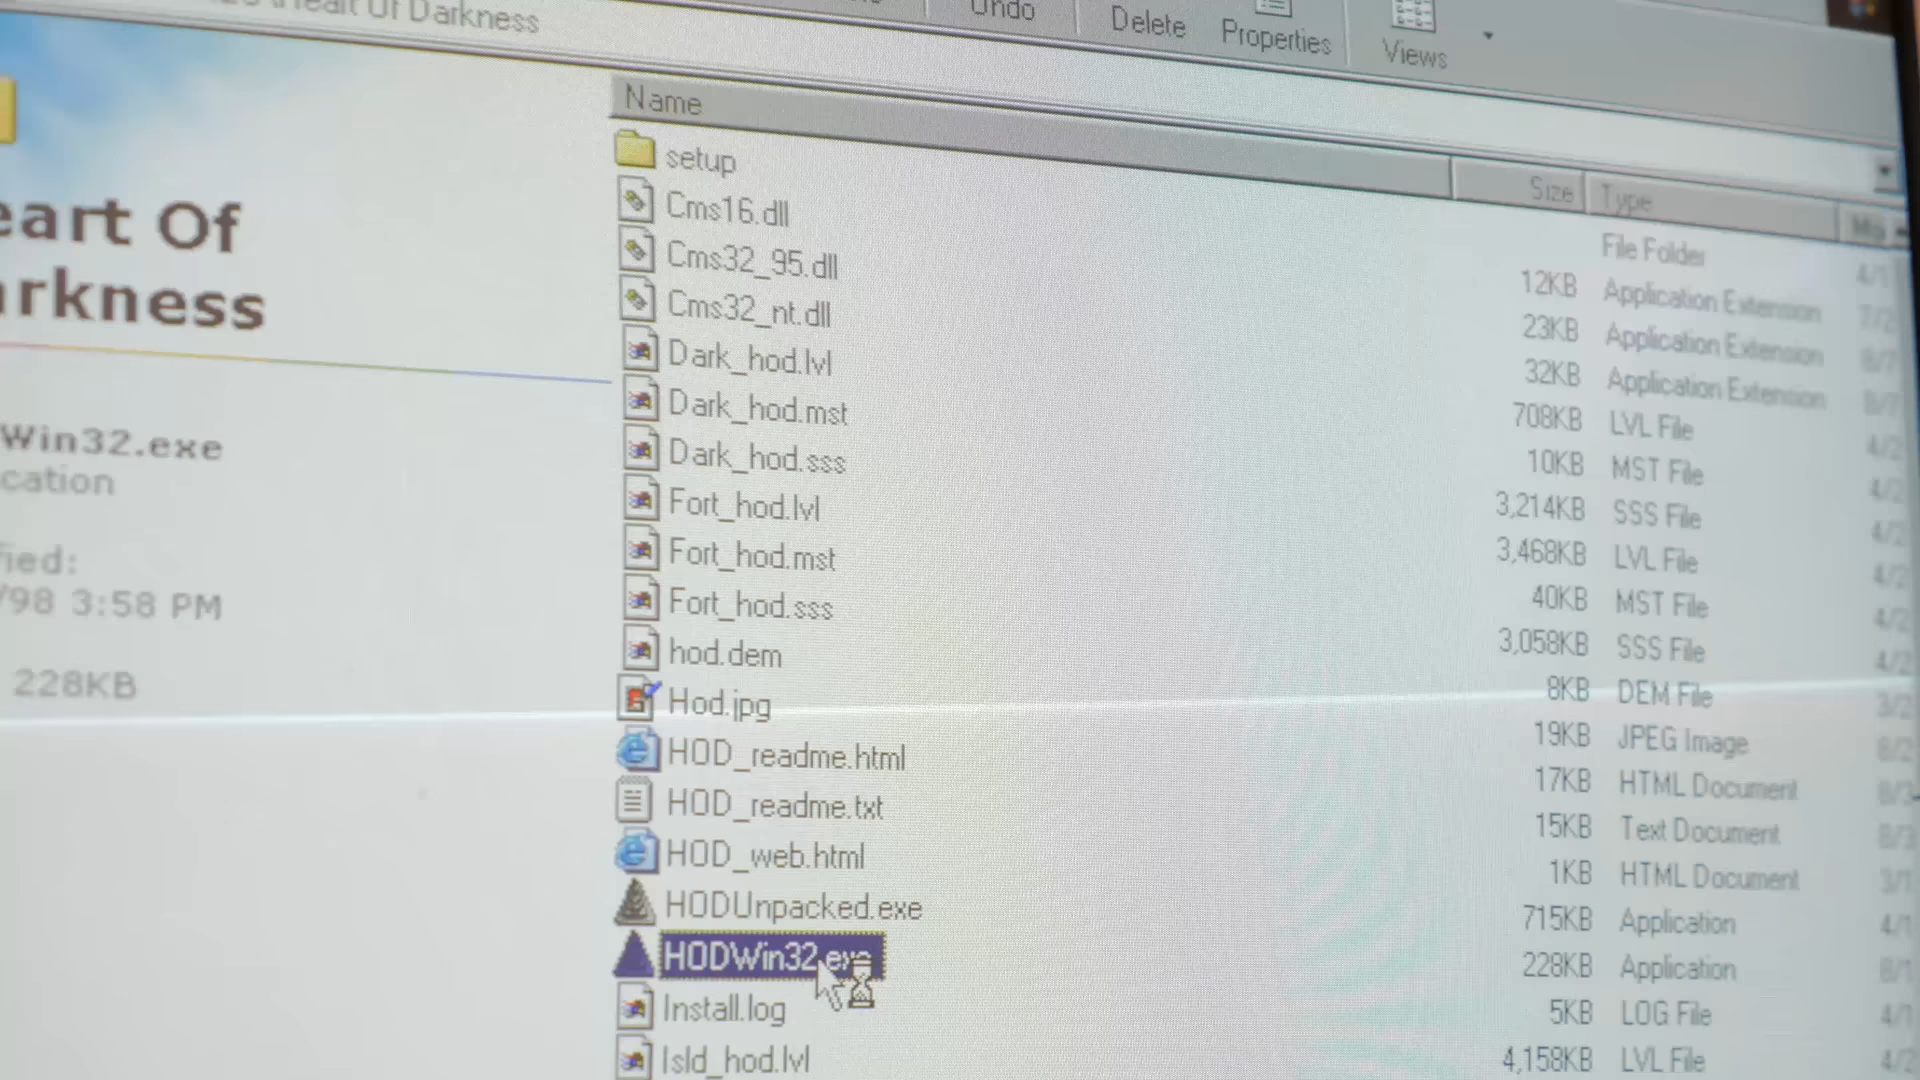 Heart Of Darkness
Undo
Delete
Properties
Views
Name
Size
Type
setup
File Folder
Cms16.dll
12KB
Application Extension
Cms32_95.dll
23KB
Application Extension
Cms32_nt.dll
32KB
Application Extension
Dark_hod.lvl
708KB
LVL File
Dark_hod.mst
10KB
MST File
Dark_hod.sss
3,214KB
SSS File
Fort_hod.lvl
3,468KB
LVL File
Fort_hod.mst
40KB
MST File
Fort_hod.sss
3,058KB
SSS File
hod.dem
8KB
DEM File
Hod.jpg
19KB
JPEG Image
HOD_readme.html
17KB
HTML Document
HOD_readme.txt
15KB
Text Document
HOD_web.html
1KB
HTML Document
HODUnpacked.exe
715KB
Application
HODWin32.exe
228KB
Application
Install.log
5KB
LOG File
Isld_hod.lvl
4,158KB
LVL File
eart Of
arkness
Win32.exe
cation
fied:
/98 3:58 PM
228KB